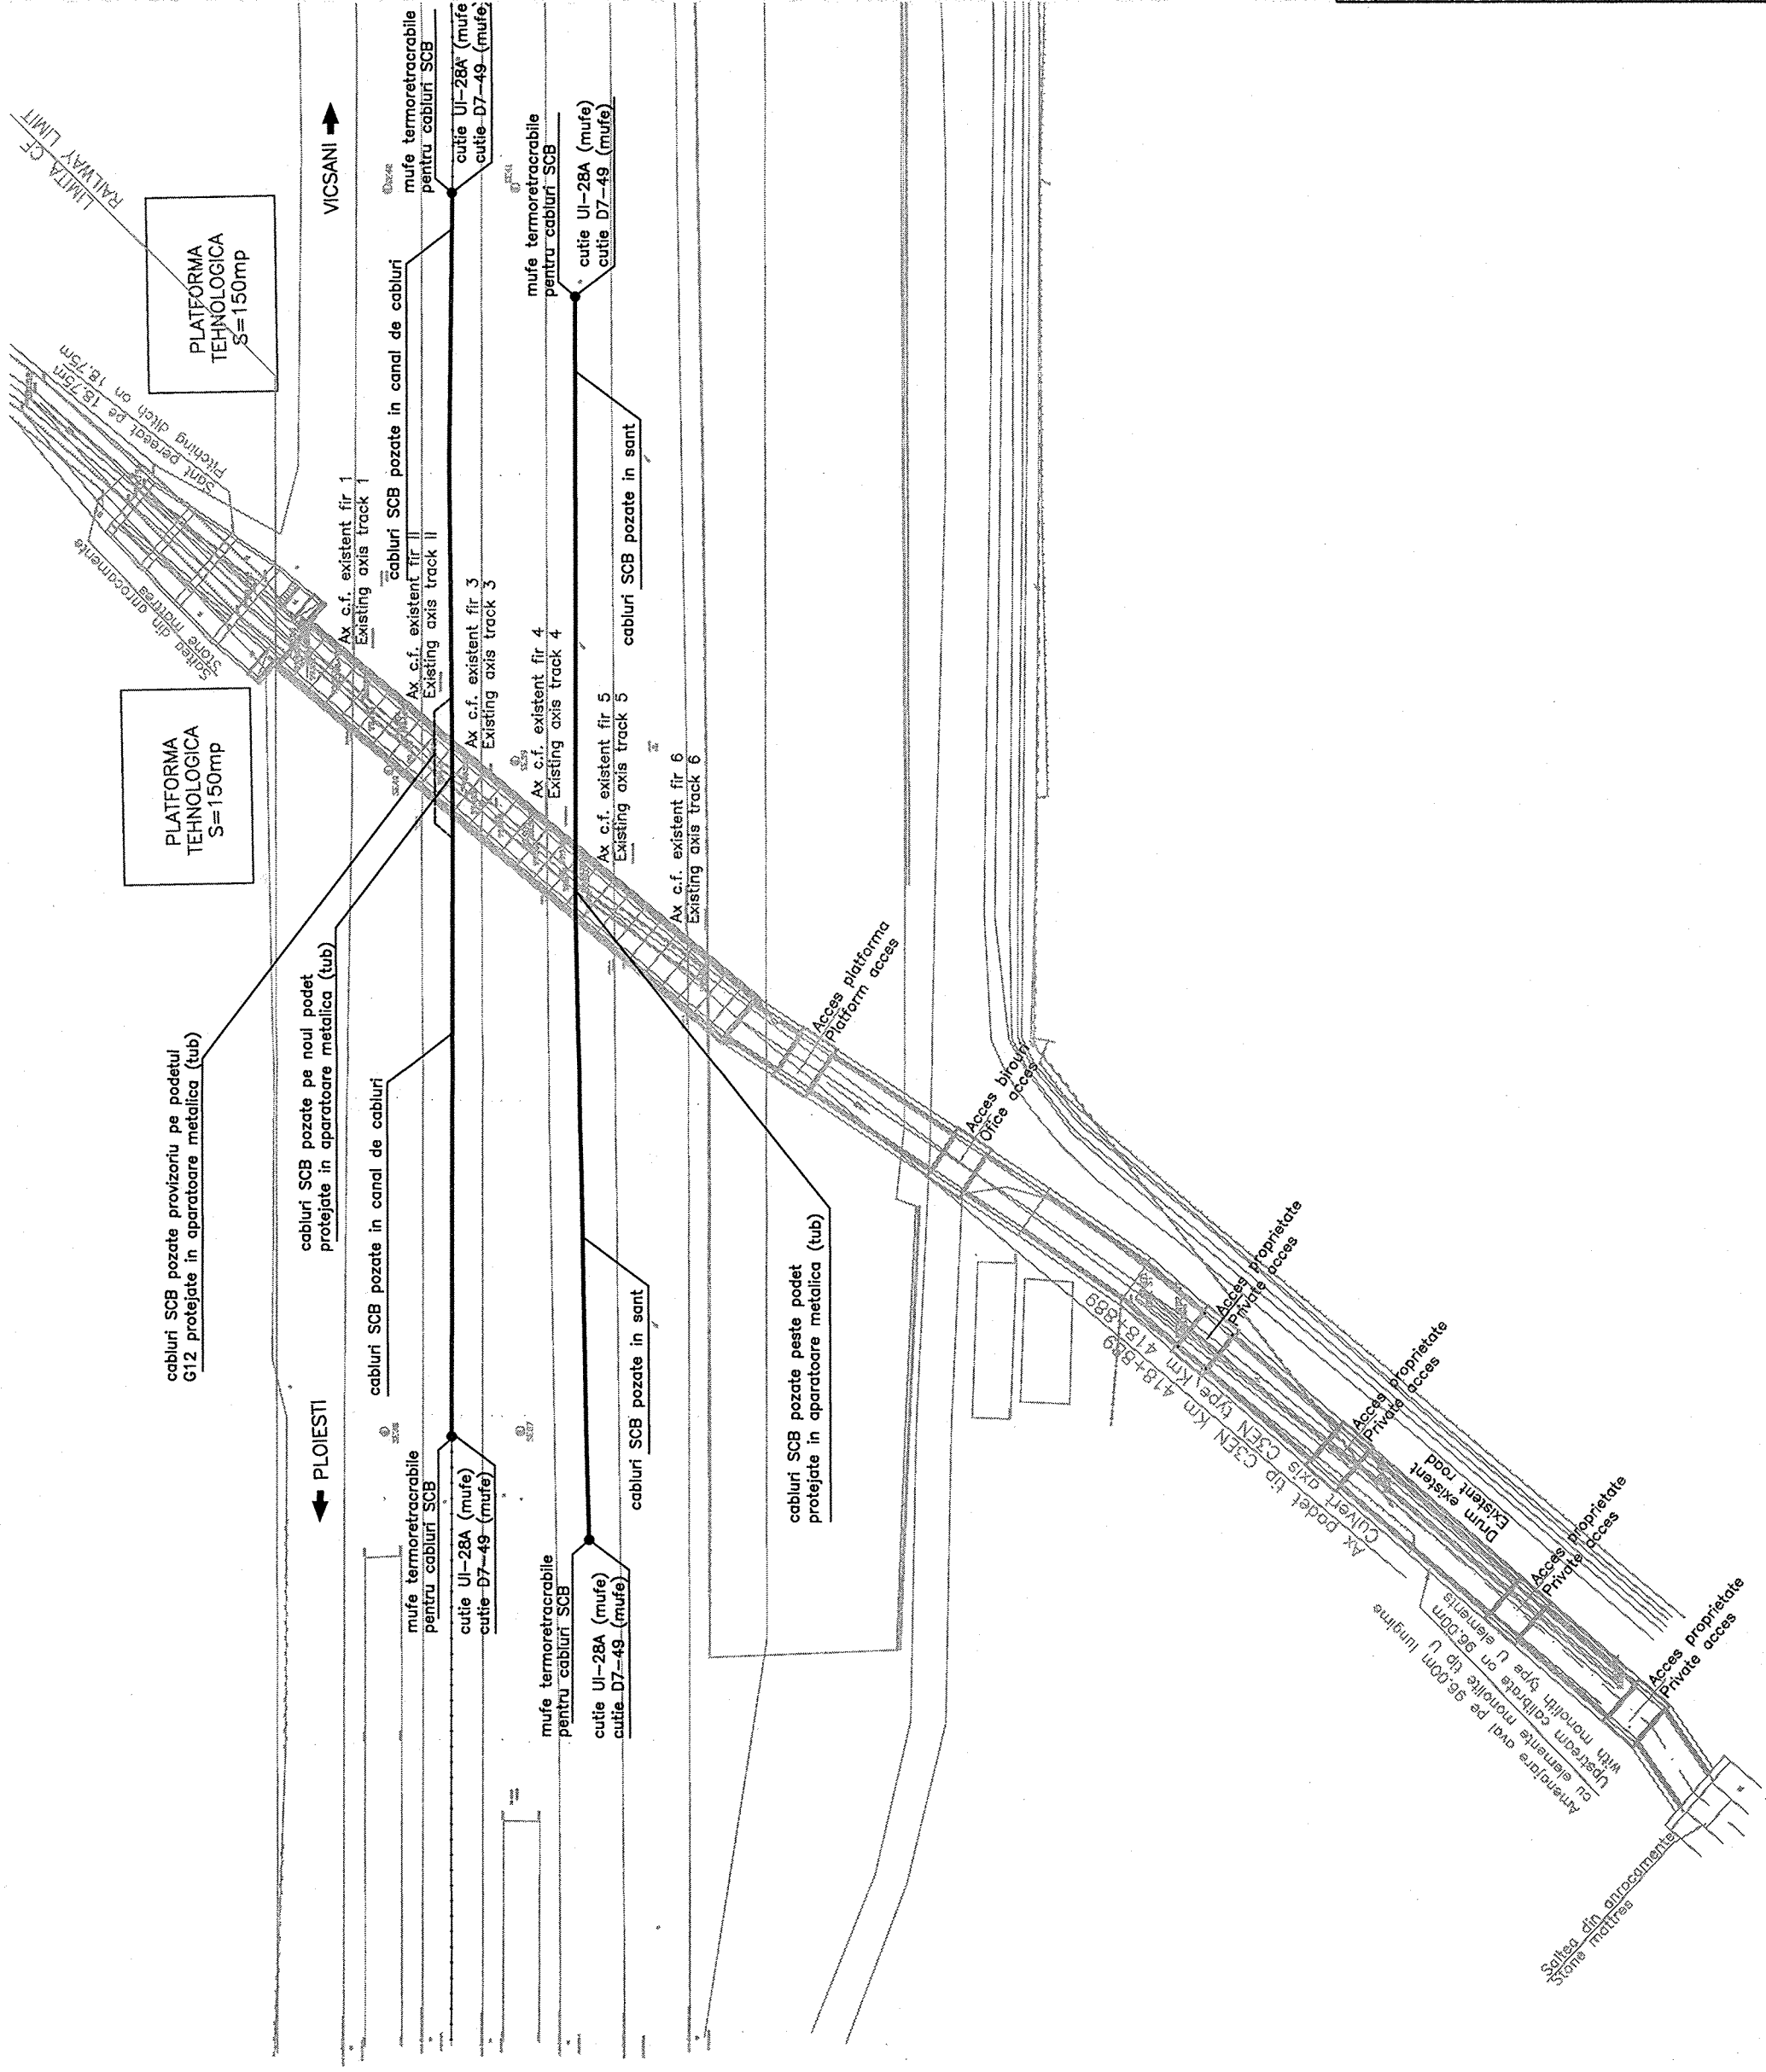 LIMITA CF
RAILWAY LIMIT
PLATFORMA
TEHNOLOGICA
S=150mp
VICSANI
mufe termoretracrabile
pentru cabluri SCB
cutie UI-28A (mufe)
cutie D7-49 (mufe)
mufe termoretracrabile
pentru cabluri SCB
cutie UI-28A (mufe)
cutie D7-49 (mufe)
cabluri SCB pozate in canal de cabluri
cabluri SCB pozate in sant
Sant pereeat pe 18,75m
Pitching ditch on 18,75m
Saltea din anrocamente
Stone mattres
Ax c.f. existent fir 1
Existing axis track 1
Ax c.f. existent fir II
Existing axis track II
Ax c.f. existent fir 3
Existing axis track 3
Ax c.f. existent fir 4
Existing axis track 4
Ax c.f. existent fir 5
Existing axis track 5
Ax c.f. existent fir 6
Existing axis track 6
PLATFORMA
TEHNOLOGICA
S=150mp
cabluri SCB pozate provizoriu pe podetul
G12 protejate in aparatoare metalica (tub)
cabluri SCB pozate pe noul podet
protejate in aparatoare metalica (tub)
cabluri SCB pozate in canal de cabluri
cabluri SCB pozate in sant
cabluri SCB pozate peste podet
protejate in aparatoare metalica (tub)
PLOIESTI
mufe termoretracrabile
pentru cabluri SCB
cutie UI-28A (mufe)
cutie D7-49 (mufe)
mufe termoretracrabile
pentru cabluri SCB
cutie UI-28A (mufe)
cutie D7-49 (mufe)
Acces platforma
Platform acces
Acces birouri
Ofice acces
Acces proprietate
Private acces
Acces proprietate
Private acces
Acces proprietate
Private acces
Acces proprietate
Private acces
Drum existent
Existent road
Ax podet tip C3EN Km 418+889
Culvert axis C3EN type, Km 418+889
Amenajare aval pe 96.00m lungime
cu elemente monolite tip U
Upstream calibrate on 96.00m
with monolith type U elements
Saltea din anrocamente
Stone mattres